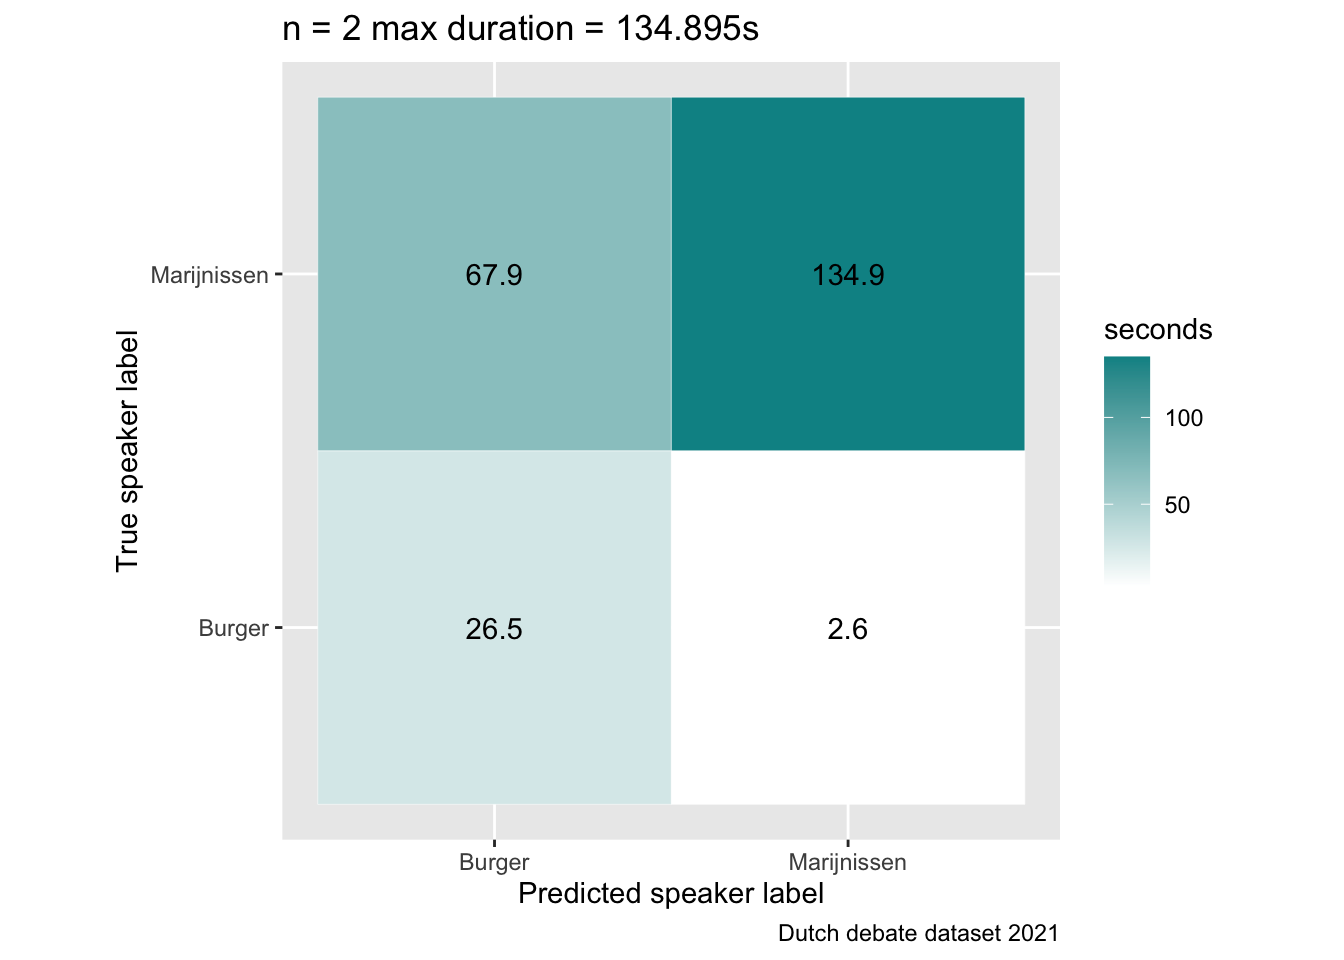 n = 2 max duration = 134.895s
True speaker label
Marijnissen
67.9
134.9
Burger
26.5
2.6
Burger
Marijnissen
Predicted speaker label
seconds
100
50
Dutch debate dataset 2021